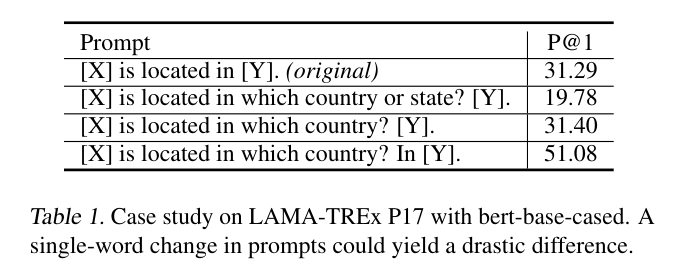 Prompt P@1
[X] is located in [Y]. (original) 31.29
[X] is located in which country or state? [Y]. 19.78
[X] is located in which country? [Y]. 31.40
[X] is located in which country? In [Y]. 51.08
Table 1. Case study on LAMA-TREx P17 with bert-base-cased. A
single-word change in prompts could yield a drastic difference.